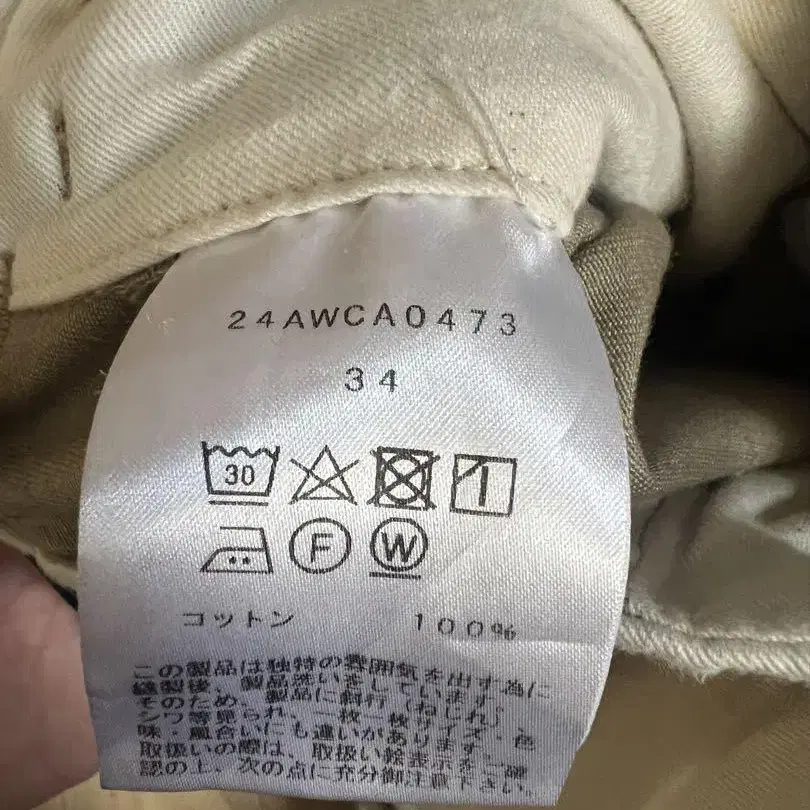 24AWCA0473
34
30
F
W
コットン 100%
この製品は独特の雰囲気を出す為に
縫製後、製品洗いをしています。
そのため、製品に斜行（ねじれ）
シワ等見られ、一枚一枚サイズ・色
味・風合いにも違いがあります。
取扱いの際は、取扱い絵表示を一確
認の上、次の点に充分御注意下さい。